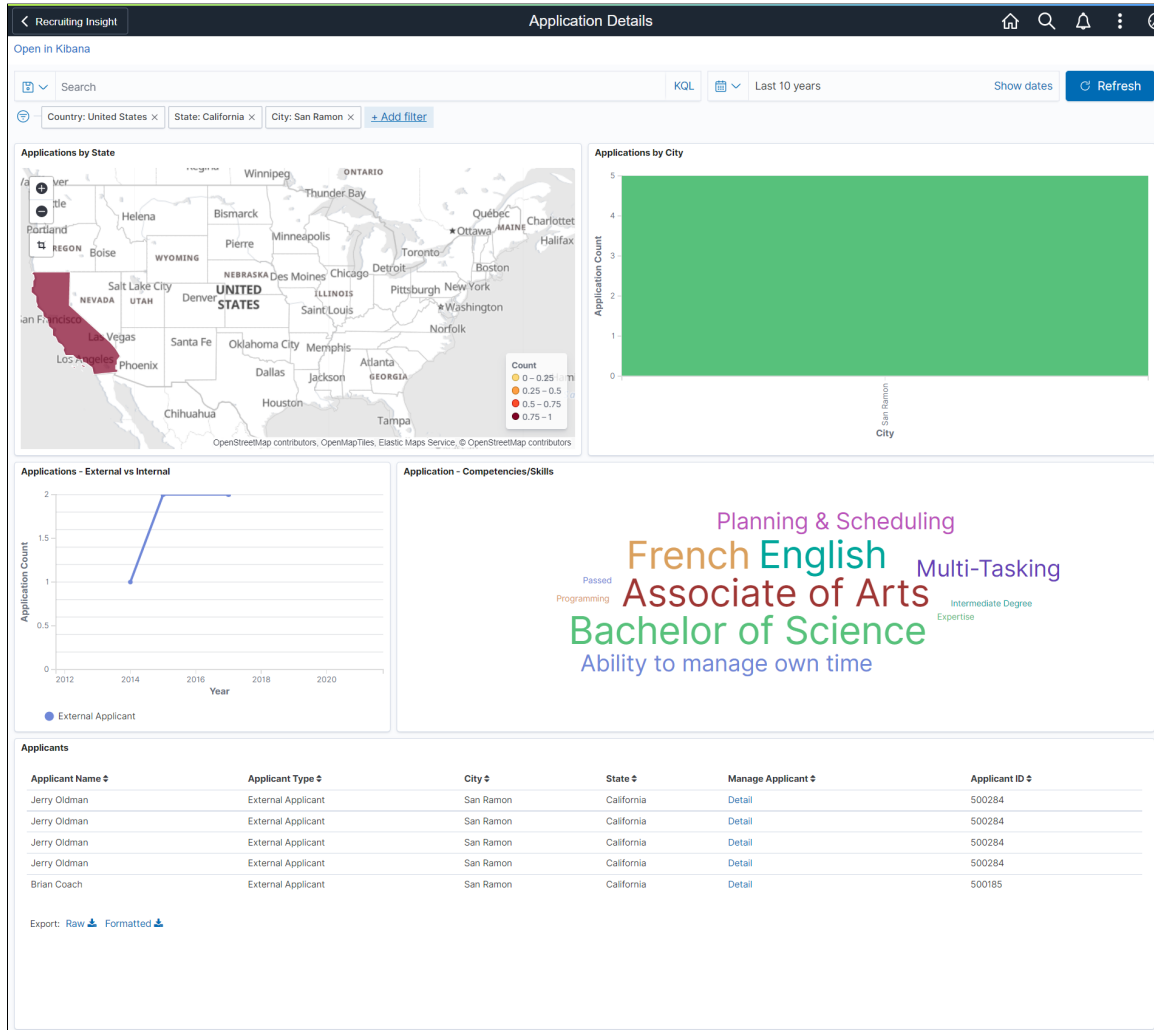 Recruiting Insight
Application Details
Open in Kibana
Search
KQL
Last 10 years
Show dates
Refresh
Country: United States ×
State: California ×
City: San Ramon ×
+ Add filter
Applications by State
Winnipeg
ONTARIO
Thunder Bay
Helena
Bismarck
Québec
Charlottet
Portland
Ottawa
MAINE
Minneapolis
Pierre
Halifax
REGON
Boise
WYOMING
Toronto
Boston
NEBRASKA
Des Moines
Chicago
Detroit
Salt Lake City
UNITED
STATES
ILLINOIS
Pittsburgh
New York
NEVADA
UTAH
Denver
Saint Louis
Washington
San Francisco
Norfolk
Las Vegas
Santa Fe
Oklahoma City
Memphis
Los Angeles
Phoenix
Atlanta
Dallas
Jackson
GEORGIA
Houston
Chihuahua
Tampa
Count
0 – 0.25
0.25 – 0.5
0.5 – 0.75
0.75 – 1
OpenStreetMap contributors, OpenMapTiles, Elastic Maps Service, © OpenStreetMap contributors
Applications by City
Application Count
5
4
3
2
1
0
San Ramon
City
Applications - External vs Internal
Application Count
2
1.5
1
0.5
0
2012 2014 2016 2018 2020
Year
External Applicant
Application - Competencies/Skills
Planning & Scheduling
French English
Multi-Tasking
Passed
Programming
Associate of Arts
Intermediate Degree
Expertise
Bachelor of Science
Ability to manage own time
Applicants
Applicant Name Applicant Type City State Manage Applicant Applicant ID
Jerry Oldman External Applicant San Ramon California Detail 500284
Jerry Oldman External Applicant San Ramon California Detail 500284
Jerry Oldman External Applicant San Ramon California Detail 500284
Jerry Oldman External Applicant San Ramon California Detail 500284
Brian Coach External Applicant San Ramon California Detail 500185
Export: Raw Formatted